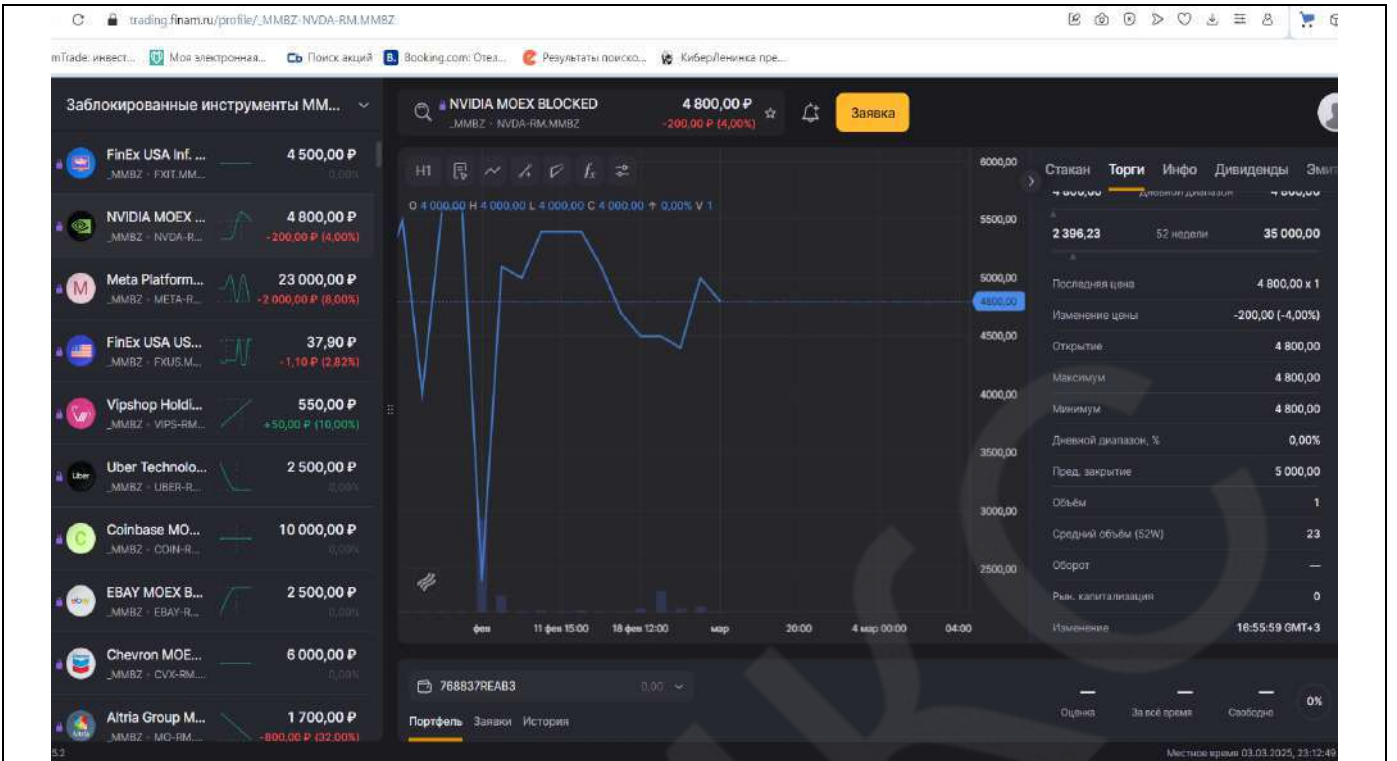 trading.finam.ru/profile/_MMBZ-NVDA-RM.MMBZ
mTrade: инвест... Моя электронная... Поиск акций Booking.com: Отел... Результаты поиско... КиберЛенинка пре...
Заблокированные инструменты MM...
NVIDIA MOEX BLOCKED 4 800,00 ₽
_MMBZ · NVDA-RM.MMBZ -200,00 ₽ (4,00%)
Заявка
FinEx USA Inf. ... 4 500,00 ₽
_MMBZ · FXIT.MM... 0,00%
NVIDIA MOEX ... 4 800,00 ₽
_MMBZ · NVDA-R... -200,00 ₽ (4,00%)
Meta Platform... 23 000,00 ₽
_MMBZ · META-R... -2 000,00 ₽ (8,00%)
FinEx USA US... 37,90 ₽
_MMBZ · FXUS.M... -1,10 ₽ (2,82%)
Vipshop Holdi... 550,00 ₽
_MMBZ · VIPS-RM... +50,00 ₽ (10,00%)
Uber Technolo... 2 500,00 ₽
_MMBZ · UBER-R... 0,00%
Coinbase MO... 10 000,00 ₽
_MMBZ · COIN-R... 0,00%
EBAY MOEX B... 2 500,00 ₽
_MMBZ · EBAY-R... 0,00%
Chevron MOE... 6 000,00 ₽
_MMBZ · CVX-RM.... 0,00%
Altria Group M... 1 700,00 ₽
_MMBZ · MO-RM.... -800,00 ₽ (32,00%)
5.2
H1
O 4 000,00 H 4 000,00 L 4 000,00 C 4 000,00 0,00% V 1
6000,00
5500,00
5000,00
4800,00
4500,00
4000,00
3500,00
3000,00
2500,00
фев 11 фев 15:00 18 фев 12:00 мар 20:00 4 мар 00:00 04:00
768837REAB3 0,00
Портфель Заявки История
Стакан Торги Инфо Дивиденды Эмит
4 800,00 Дневной диапазон 4 800,00
2 396,23 52 недели 35 000,00
Последняя цена 4 800,00 x 1
Изменение цены -200,00 (-4,00%)
Открытие 4 800,00
Максимум 4 800,00
Минимум 4 800,00
Дневной диапазон, % 0,00%
Пред. закрытие 5 000,00
Объём 1
Средний объём (52W) 23
Оборот —
Рын. капитализация 0
Изменение 16:55:59 GMT+3
— — — 0%
Оценка За всё время Свободно
Местное время 03.03.2025, 23:12:49